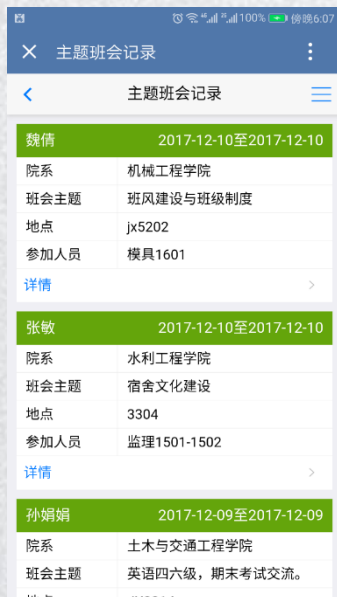 100% 傍晚6:07
主题班会记录
主题班会记录
魏倩 2017-12-10至2017-12-10
院系 机械工程学院
班会主题 班风建设与班级制度
地点 jx5202
参加人员 模具1601
详情
张敏 2017-12-10至2017-12-10
院系 水利工程学院
班会主题 宿舍文化建设
地点 3304
参加人员 监理1501-1502
详情
孙娟娟 2017-12-09至2017-12-09
院系 土木与交通工程学院
班会主题 英语四六级，期末考试交流。